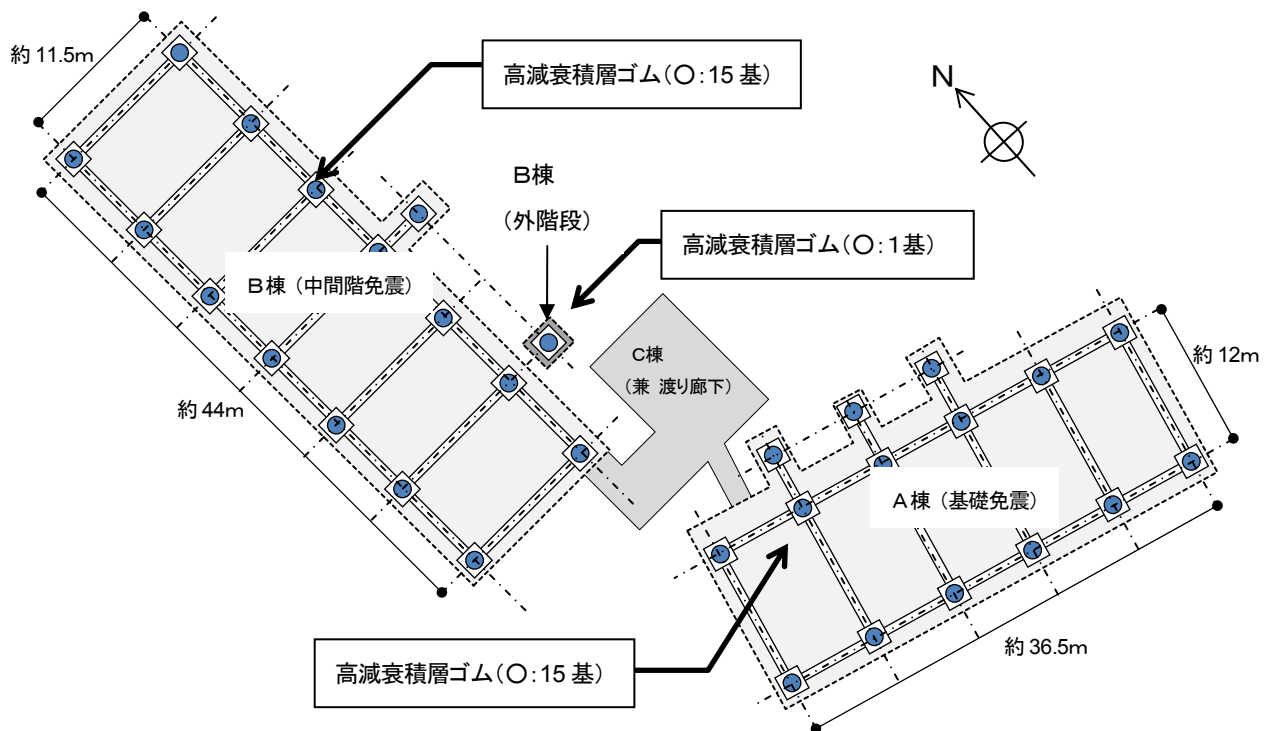 約 11.5m
高減衰積層ゴム(〇:15 基)
N
B棟
(外階段)
高減衰積層ゴム(〇:1基)
B棟 (中間階免震)
C棟
(兼 渡り廊下)
約 12m
約 44m
A棟 (基礎免震)
約 36.5m
高減衰積層ゴム(〇:15 基)